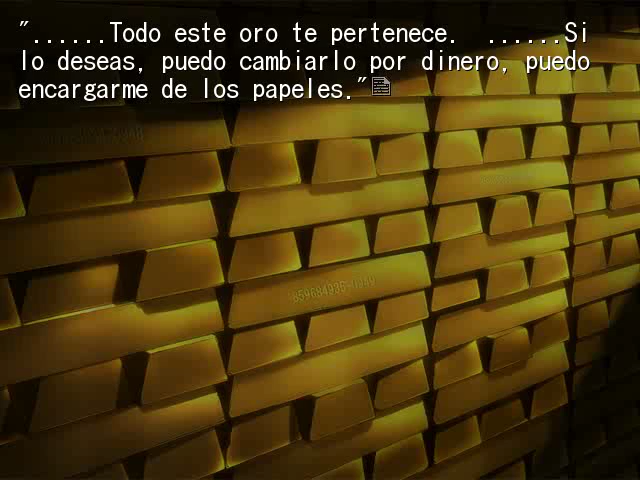 "......Todo este oro te pertenece.  ......Si
lo deseas, puedo cambiarlo por dinero, puedo
encargarme de los papeles."